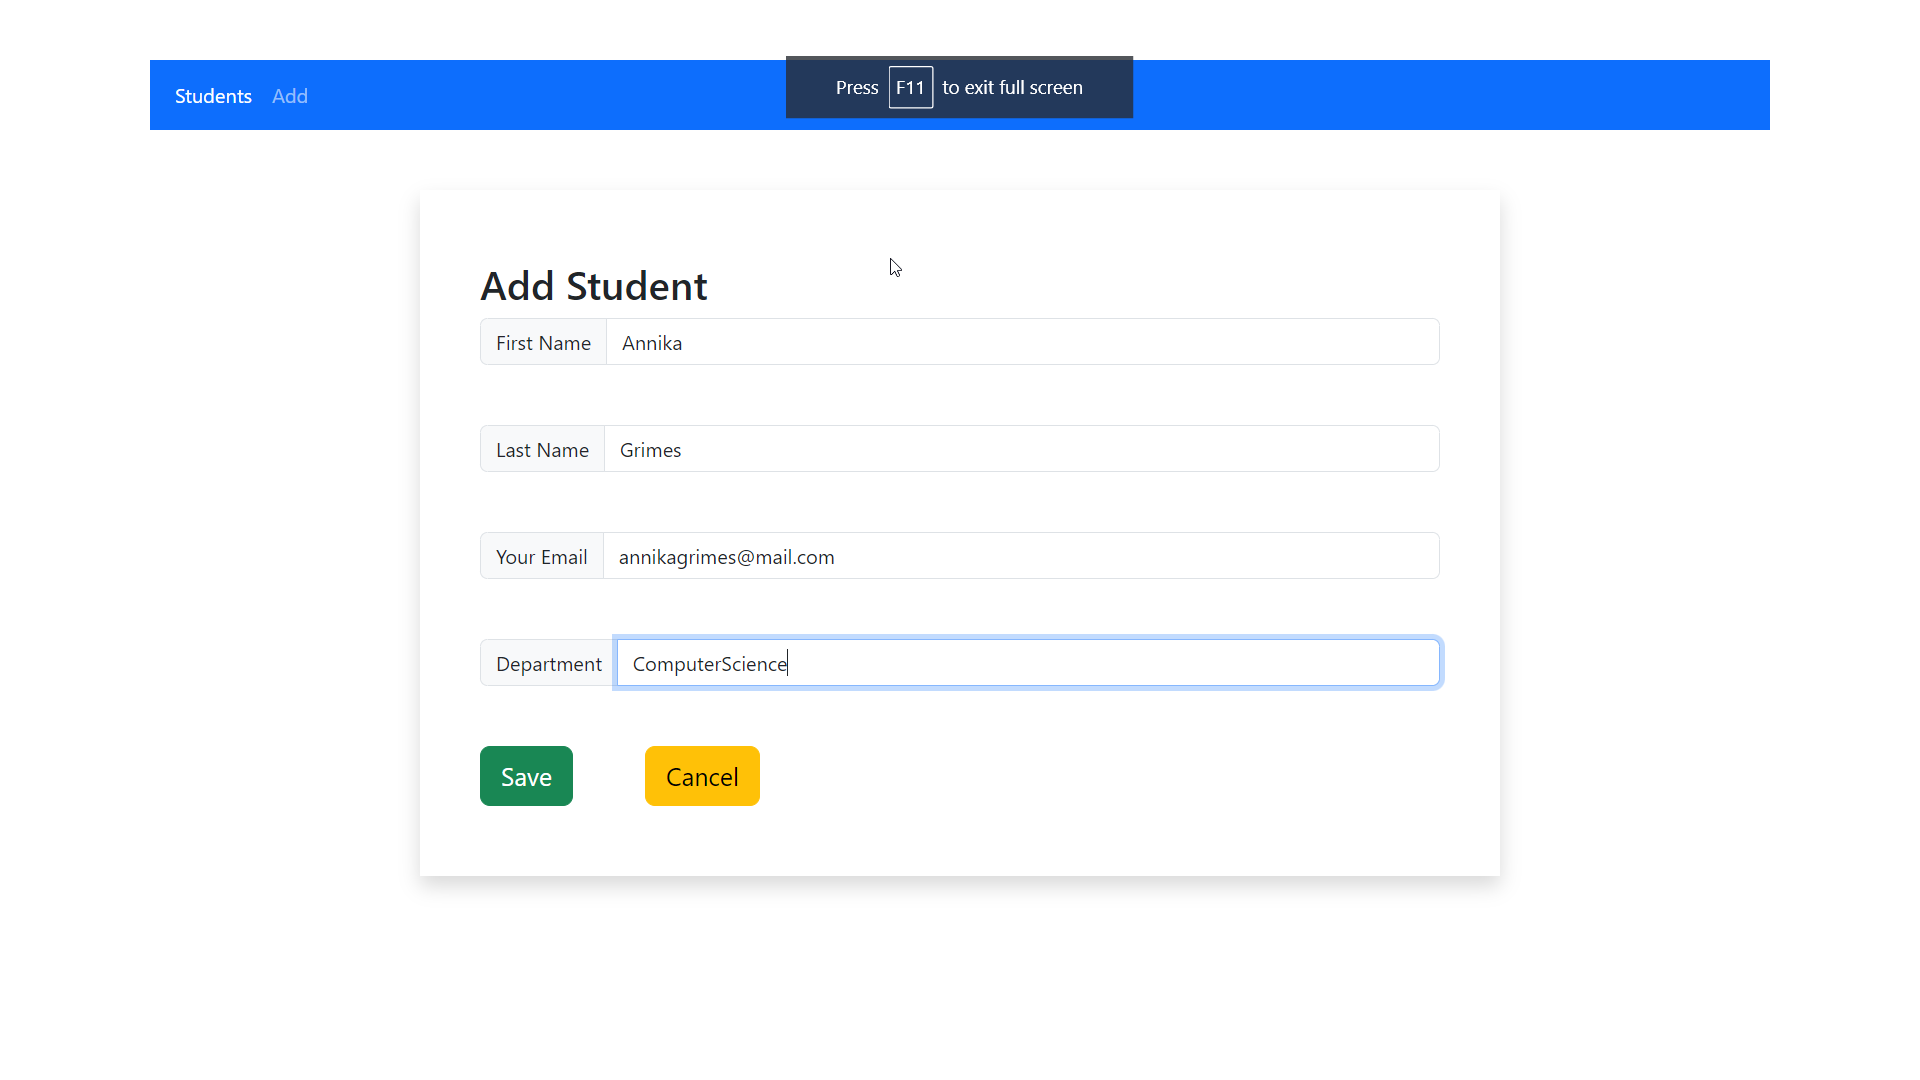 Students Add
Press F11 to exit full screen
Add Student
First Name Annika
Last Name Grimes
Your Email annikagrimes@mail.com
Department ComputerScience
Save Cancel